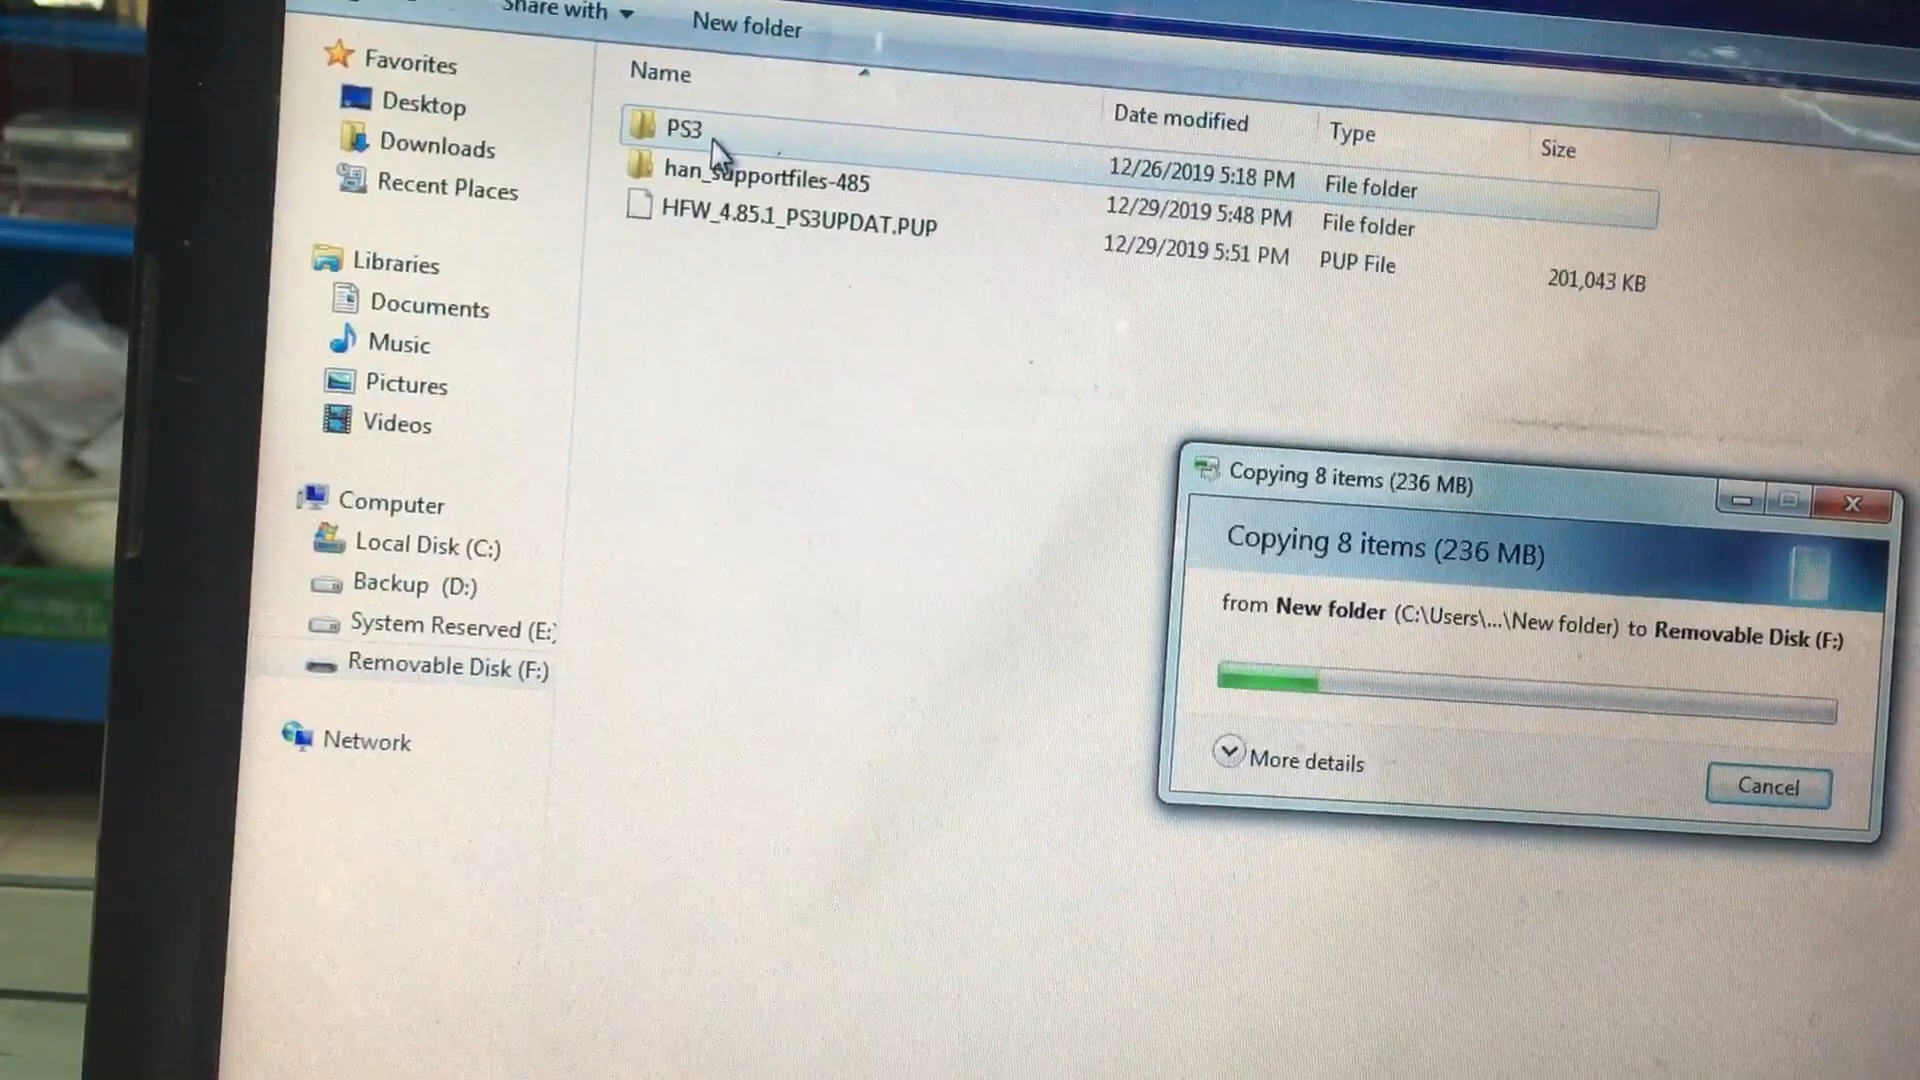 Share with
New folder
Favorites
Desktop
Downloads
Recent Places
Libraries
Documents
Music
Pictures
Videos
Computer
Local Disk (C:)
Backup (D:)
System Reserved (E:)
Removable Disk (F:)
Network
Name Date modified Type Size
PS3 12/26/2019 5:18 PM File folder
han_supportfiles-485 12/29/2019 5:48 PM File folder
HFW_4.85.1_PS3UPDAT.PUP 12/29/2019 5:51 PM PUP File 201,043 KB
Copying 8 items (236 MB)
Copying 8 items (236 MB)
from New folder (C:\Users\...\New folder) to Removable Disk (F:)
More details
Cancel